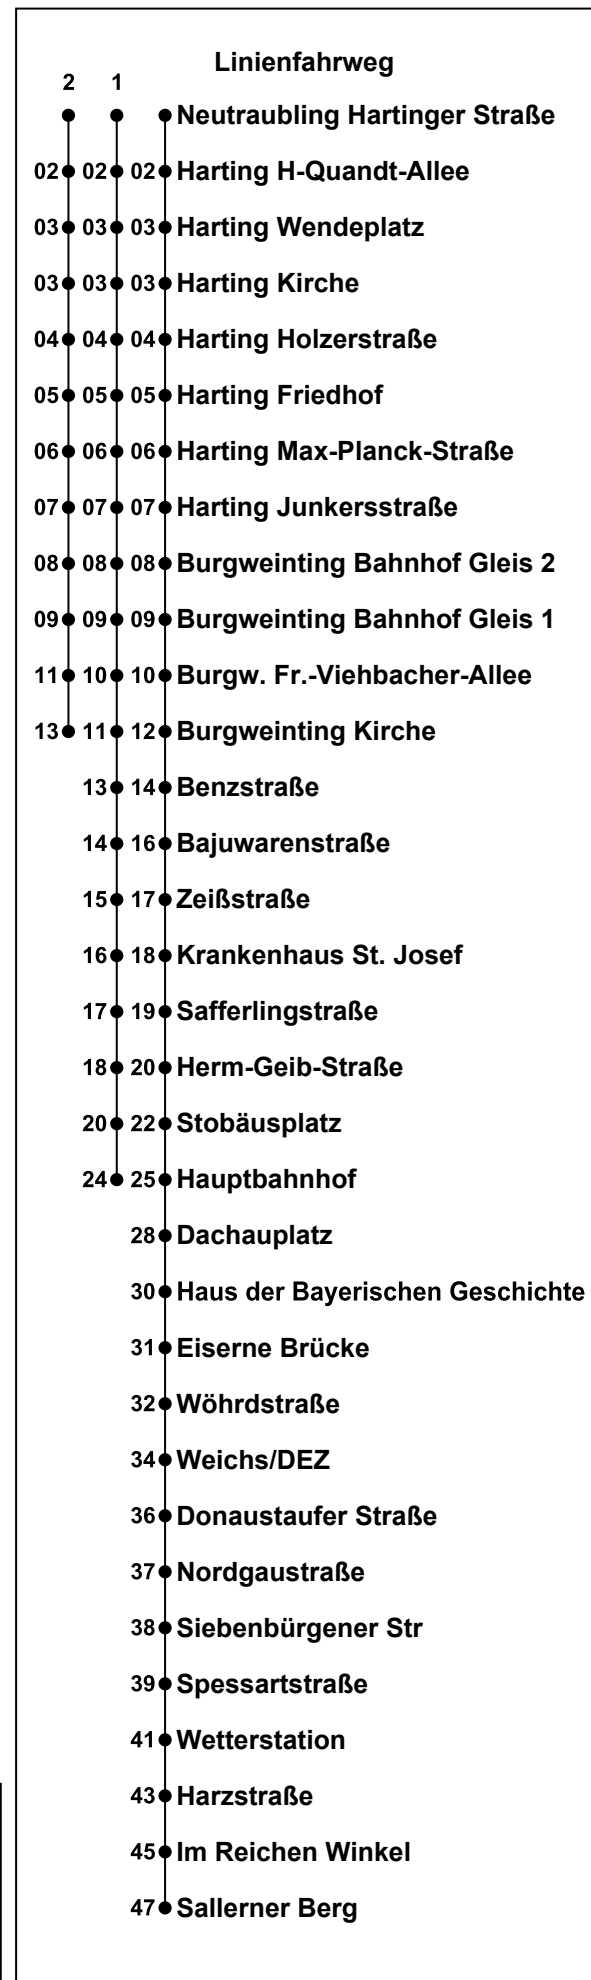 Linienfahrweg
2 1
Neutraubling Hartinger Straße
02 02 02 Harting H-Quandt-Allee
03 03 03 Harting Wendeplatz
03 03 03 Harting Kirche
04 04 04 Harting Holzerstraße
05 05 05 Harting Friedhof
06 06 06 Harting Max-Planck-Straße
07 07 07 Harting Junkersstraße
08 08 08 Burgweinting Bahnhof Gleis 2
09 09 09 Burgweinting Bahnhof Gleis 1
11 10 10 Burgw. Fr.-Viehbacher-Allee
13 11 12 Burgweinting Kirche
13 14 Benzstraße
14 16 Bajuwarenstraße
15 17 Zeißstraße
16 18 Krankenhaus St. Josef
17 19 Safferlingstraße
18 20 Herm-Geib-Straße
20 22 Stobäusplatz
24 25 Hauptbahnhof
28 Dachauplatz
30 Haus der Bayerischen Geschichte
31 Eiserne Brücke
32 Wöhrdstraße
34 Weichs/DEZ
36 Donaustaufer Straße
37 Nordgaustraße
38 Siebenbürgener Str
39 Spessartstraße
41 Wetterstation
43 Harzstraße
45 Im Reichen Winkel
47 Sallerner Berg